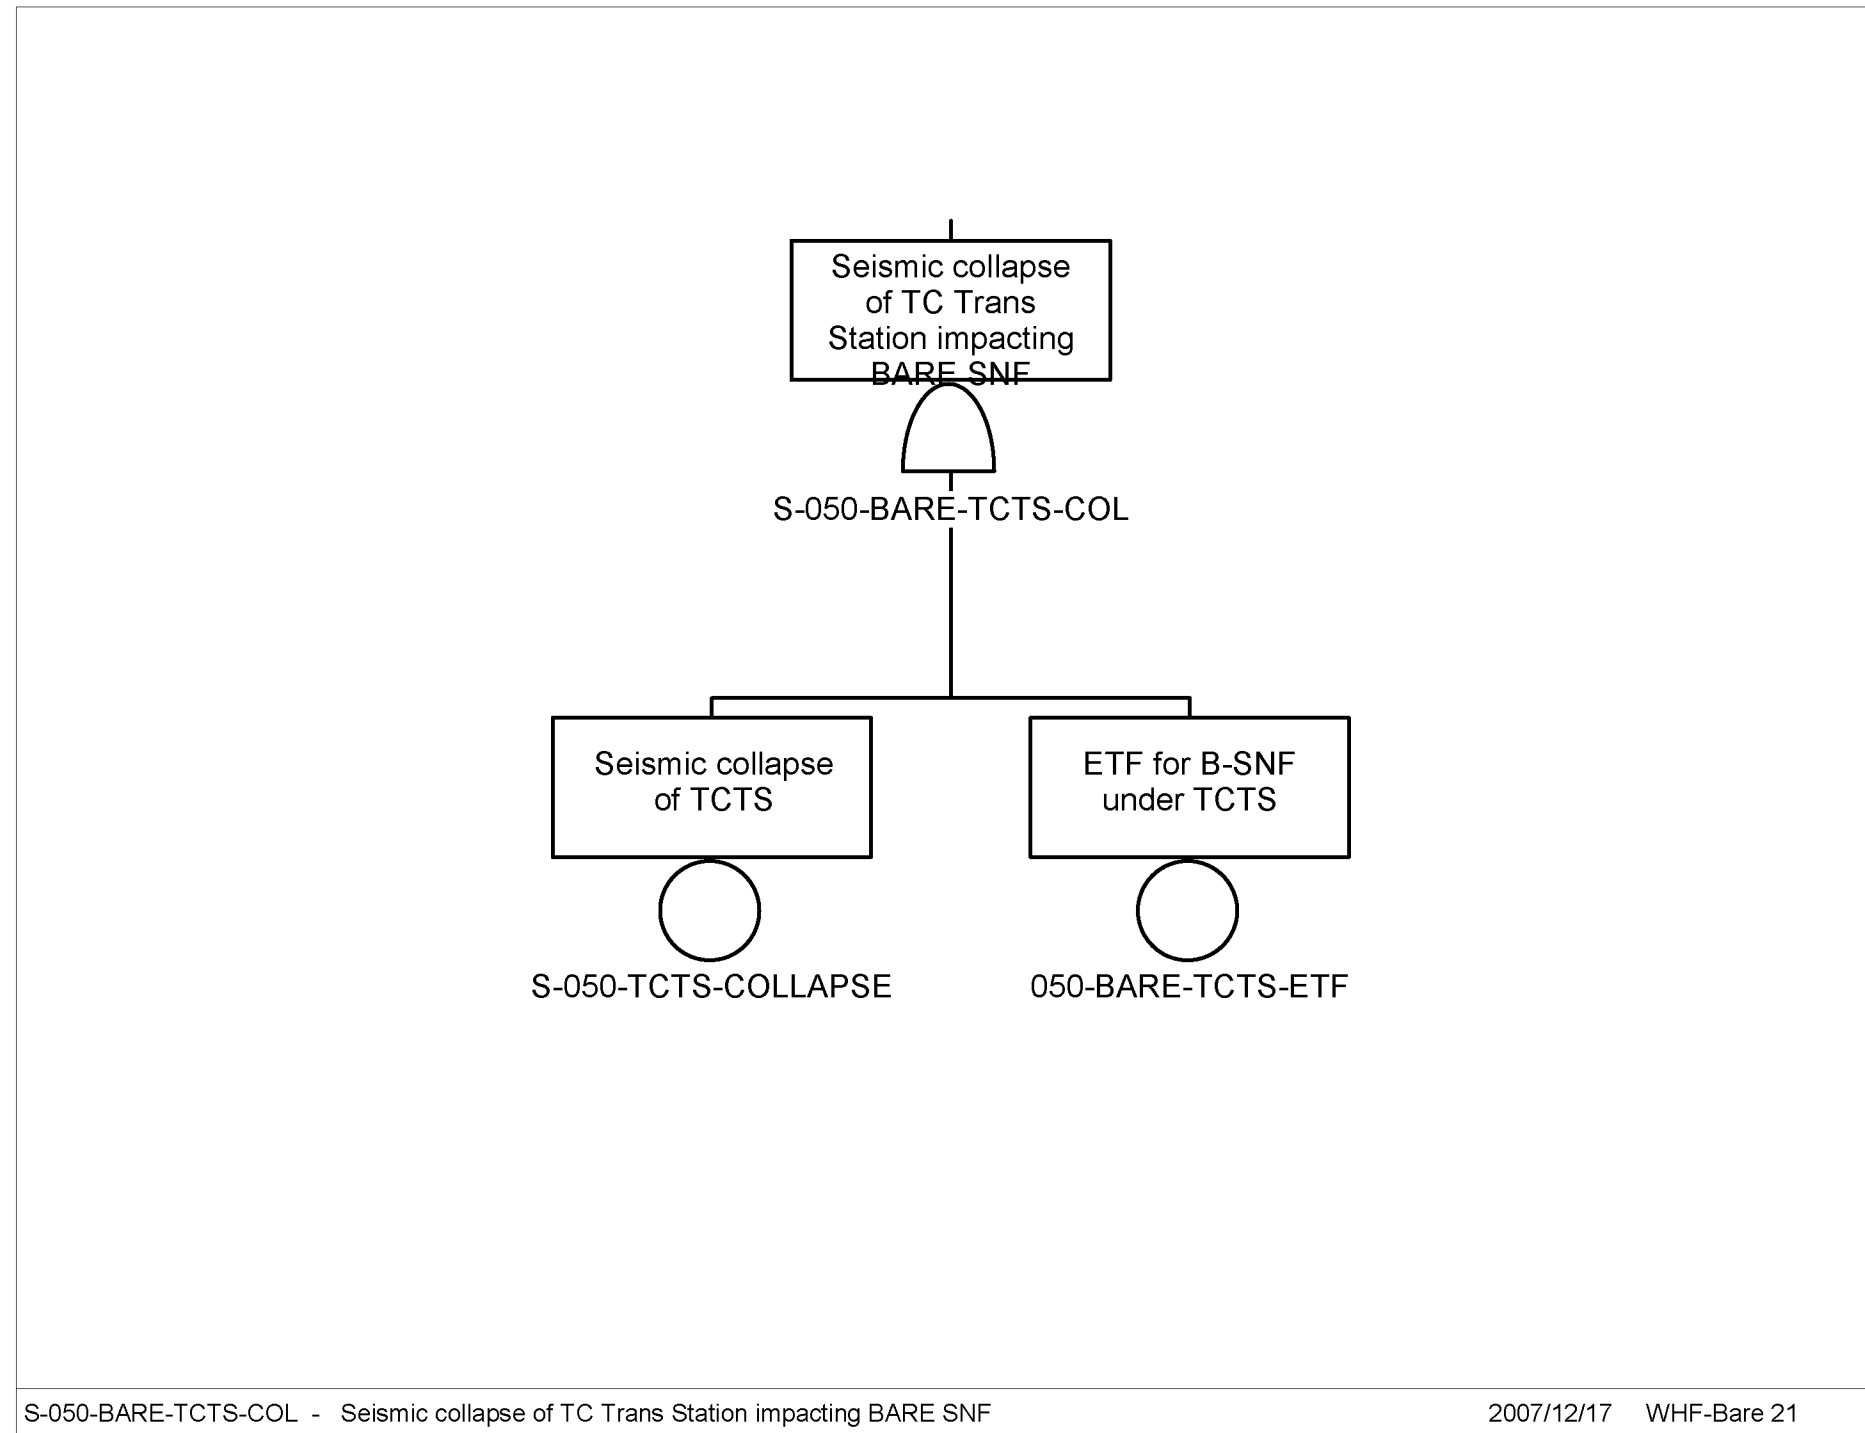 Seismic collapse
of TC Trans
Station impacting
BARE SNF
S-050-BARE-TCTS-COL
Seismic collapse
of TCTS
ETF for B-SNF
under TCTS
S-050-TCTS-COLLAPSE
050-BARE-TCTS-ETF
S-050-BARE-TCTS-COL - Seismic collapse of TC Trans Station impacting BARE SNF
2007/12/17 WHF-Bare 21